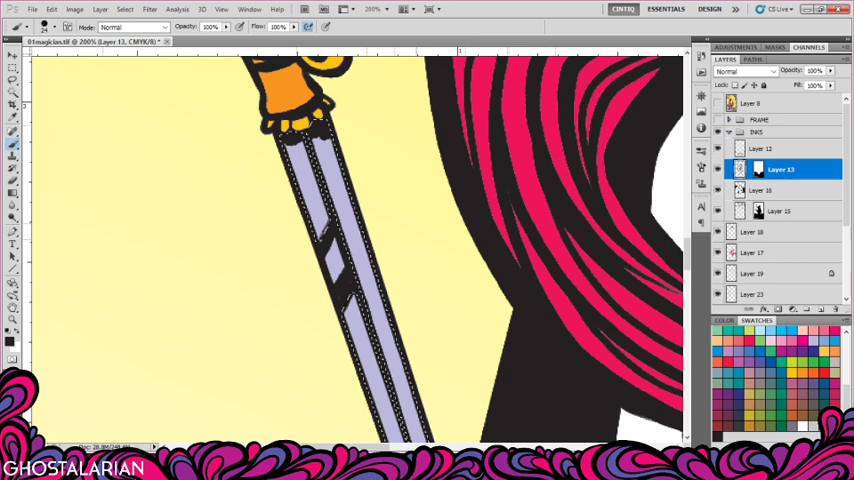 File Edit Image Layer Select Filter Analysis 3D View Window Help
200%
CINTIQ ESSENTIALS DESIGN CS Live
24 Mode: Normal Opacity: 100% Flow: 100%
01magician.tif @ 200% (Layer 13, CMYK/8) *
ADJUSTMENTS MASKS CHANNELS
LAYERS PATHS
Normal Opacity: 100%
Lock: Fill: 100%
Layer 8
FRAME
INKS
Layer 12
Layer 13
Layer 16
Layer 15
Layer 18
Layer 17
Layer 19
Layer 23
COLOR SWATCHES
GHOSTALARIAN